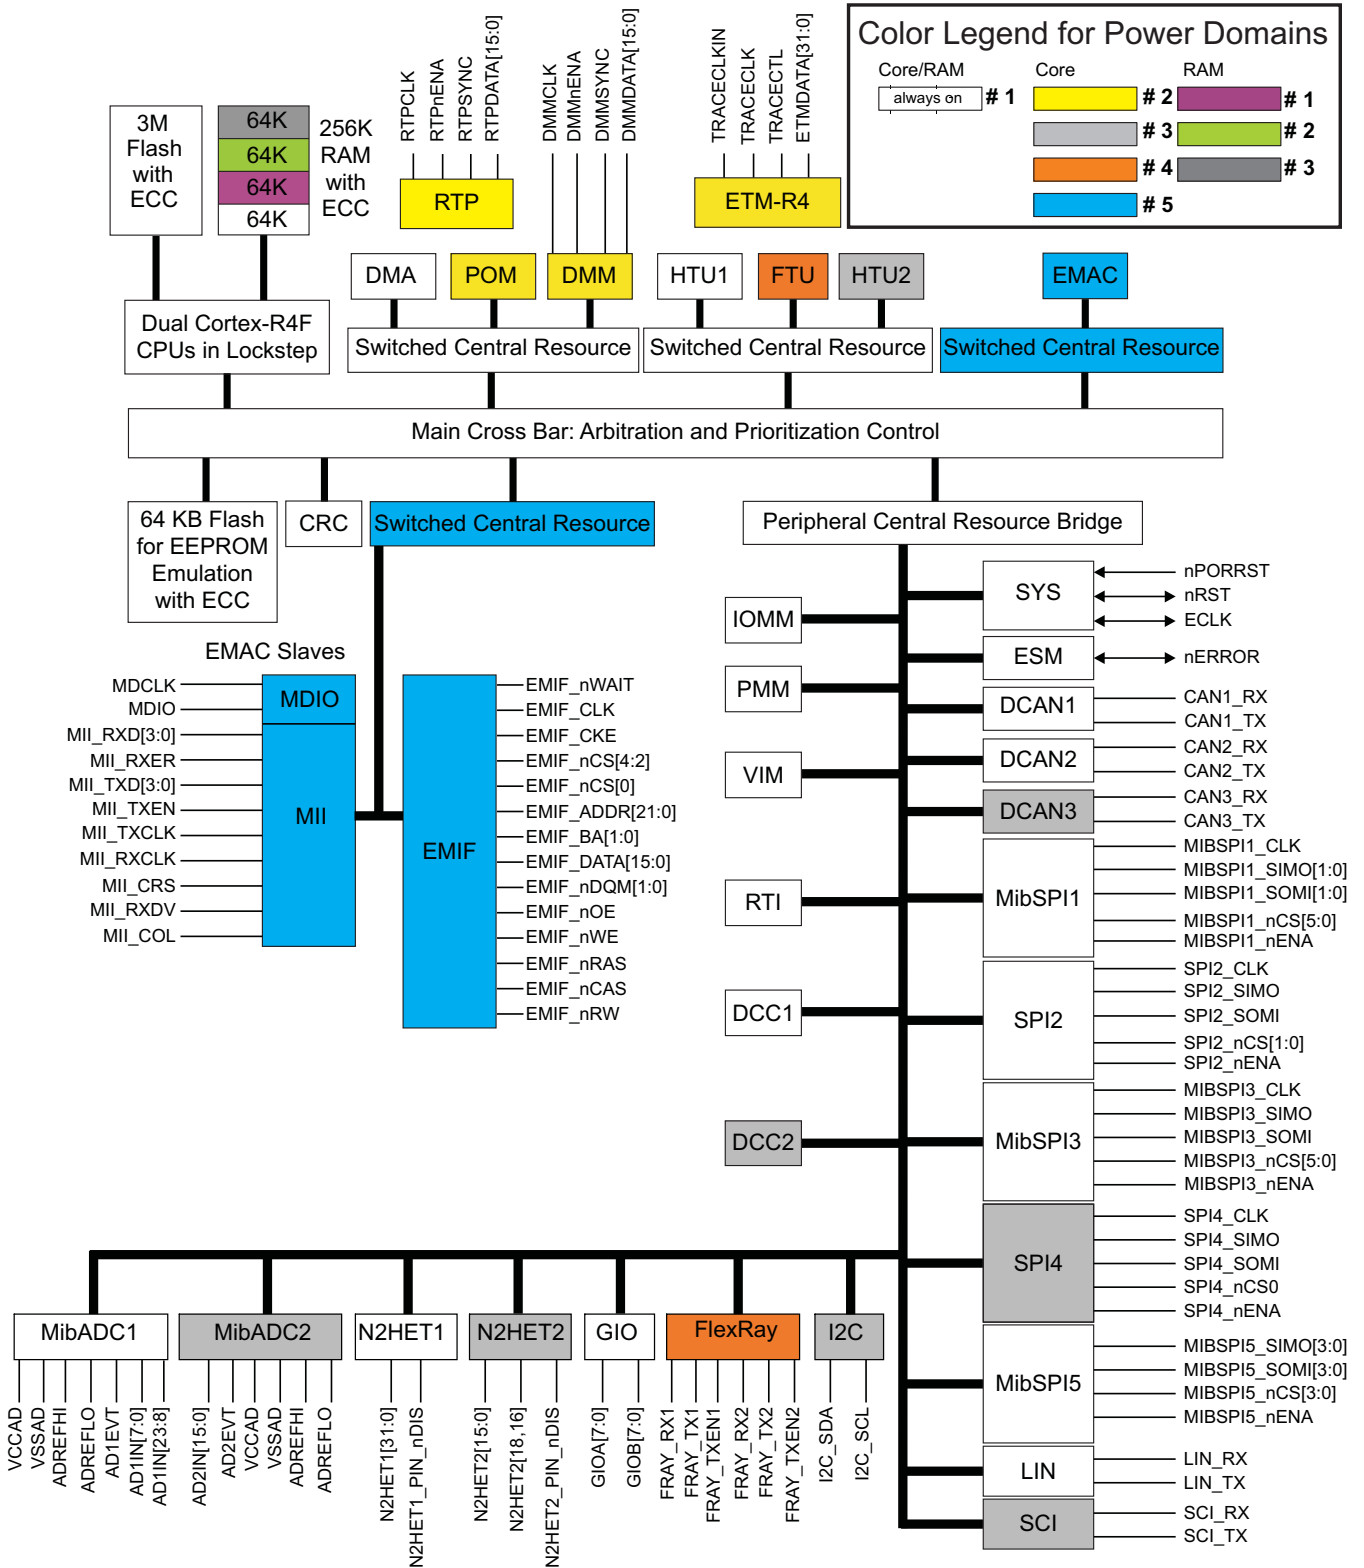 Color Legend for Power Domains
Core/RAM
Core
RAM
always on
# 1
# 2
# 1
# 3
# 2
# 4
# 3
# 5
RTPCLK
RTPnENA
RTPSYNC
RTPDATA[15:0]
DMMCLK
DMMnENA
DMMSYNC
DMMDATA[15:0]
TRACECLKIN
TRACECLK
TRACECTL
ETMDATA[31:0]
3M
Flash
with
ECC
64K
64K
64K
64K
256K
RAM
with
ECC
RTP
ETM-R4
DMA
POM
DMM
HTU1
FTU
HTU2
EMAC
Dual Cortex-R4F
CPUs in Lockstep
Switched Central Resource
Switched Central Resource
Switched Central Resource
Main Cross Bar: Arbitration and Prioritization Control
64 KB Flash
for EEPROM
Emulation
with ECC
CRC
Switched Central Resource
Peripheral Central Resource Bridge
EMAC Slaves
MDCLK
MDIO
MII_RXD[3:0]
MII_RXER
MII_TXD[3:0]
MII_TXEN
MII_TXCLK
MII_RXCLK
MII_CRS
MII_RXDV
MII_COL
MDIO
MII
EMIF
EMIF_nWAIT
EMIF_CLK
EMIF_CKE
EMIF_nCS[4:2]
EMIF_nCS[0]
EMIF_ADDR[21:0]
EMIF_BA[1:0]
EMIF_DATA[15:0]
EMIF_nDQM[1:0]
EMIF_nOE
EMIF_nWE
EMIF_nRAS
EMIF_nCAS
EMIF_nRW
IOMM
PMM
VIM
RTI
DCC1
DCC2
SYS
nPORRST
nRST
ECLK
ESM
nERROR
DCAN1
CAN1_RX
CAN1_TX
DCAN2
CAN2_RX
CAN2_TX
DCAN3
CAN3_RX
CAN3_TX
MibSPI1
MIBSPI1_CLK
MIBSPI1_SIMO[1:0]
MIBSPI1_SOMI[1:0]
MIBSPI1_nCS[5:0]
MIBSPI1_nENA
SPI2
SPI2_CLK
SPI2_SIMO
SPI2_SOMI
SPI2_nCS[1:0]
SPI2_nENA
MibSPI3
MIBSPI3_CLK
MIBSPI3_SIMO
MIBSPI3_SOMI
MIBSPI3_nCS[5:0]
MIBSPI3_nENA
SPI4
SPI4_CLK
SPI4_SIMO
SPI4_SOMI
SPI4_nCS0
SPI4_nENA
MibSPI5
MIBSPI5_SIMO[3:0]
MIBSPI5_SOMI[3:0]
MIBSPI5_nCS[3:0]
MIBSPI5_nENA
LIN
LIN_RX
LIN_TX
SCI
SCI_RX
SCI_TX
MibADC1
MibADC2
N2HET1
N2HET2
GIO
FlexRay
I2C
VCCAD
VSSAD
ADREFHI
ADREFLO
AD1EVT
AD1IN[7:0]
AD1IN[23:8]
AD2IN[15:0]
AD2EVT
VCCAD
VSSAD
ADREFHI
ADREFLO
N2HET1[31:0]
N2HET1_PIN_nDIS
N2HET2[15:0]
N2HET2[18,16]
N2HET2_PIN_nDIS
GIOA[7:0]
GIOB[7:0]
FRAY_RX1
FRAY_TX1
FRAY_TXEN1
FRAY_RX2
FRAY_TX2
FRAY_TXEN2
I2C_SDA
I2C_SCL